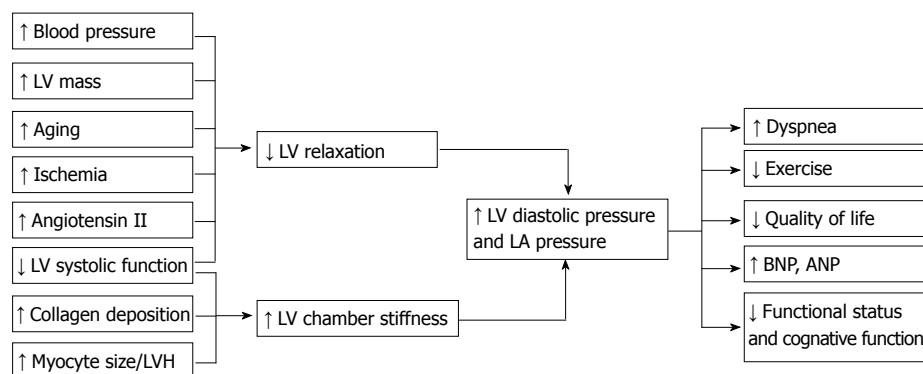 ↑ Blood pressure
↑ LV mass
↑ Aging
↑ Ischemia
↑ Angiotensin II
↓ LV systolic function
↑ Collagen deposition
↑ Myocyte size/LVH
↓ LV relaxation
↑ LV chamber stiffness
↑ LV diastolic pressure
and LA pressure
↑ Dyspnea
↓ Exercise
↓ Quality of life
↑ BNP, ANP
↓ Functional status
and cognative function